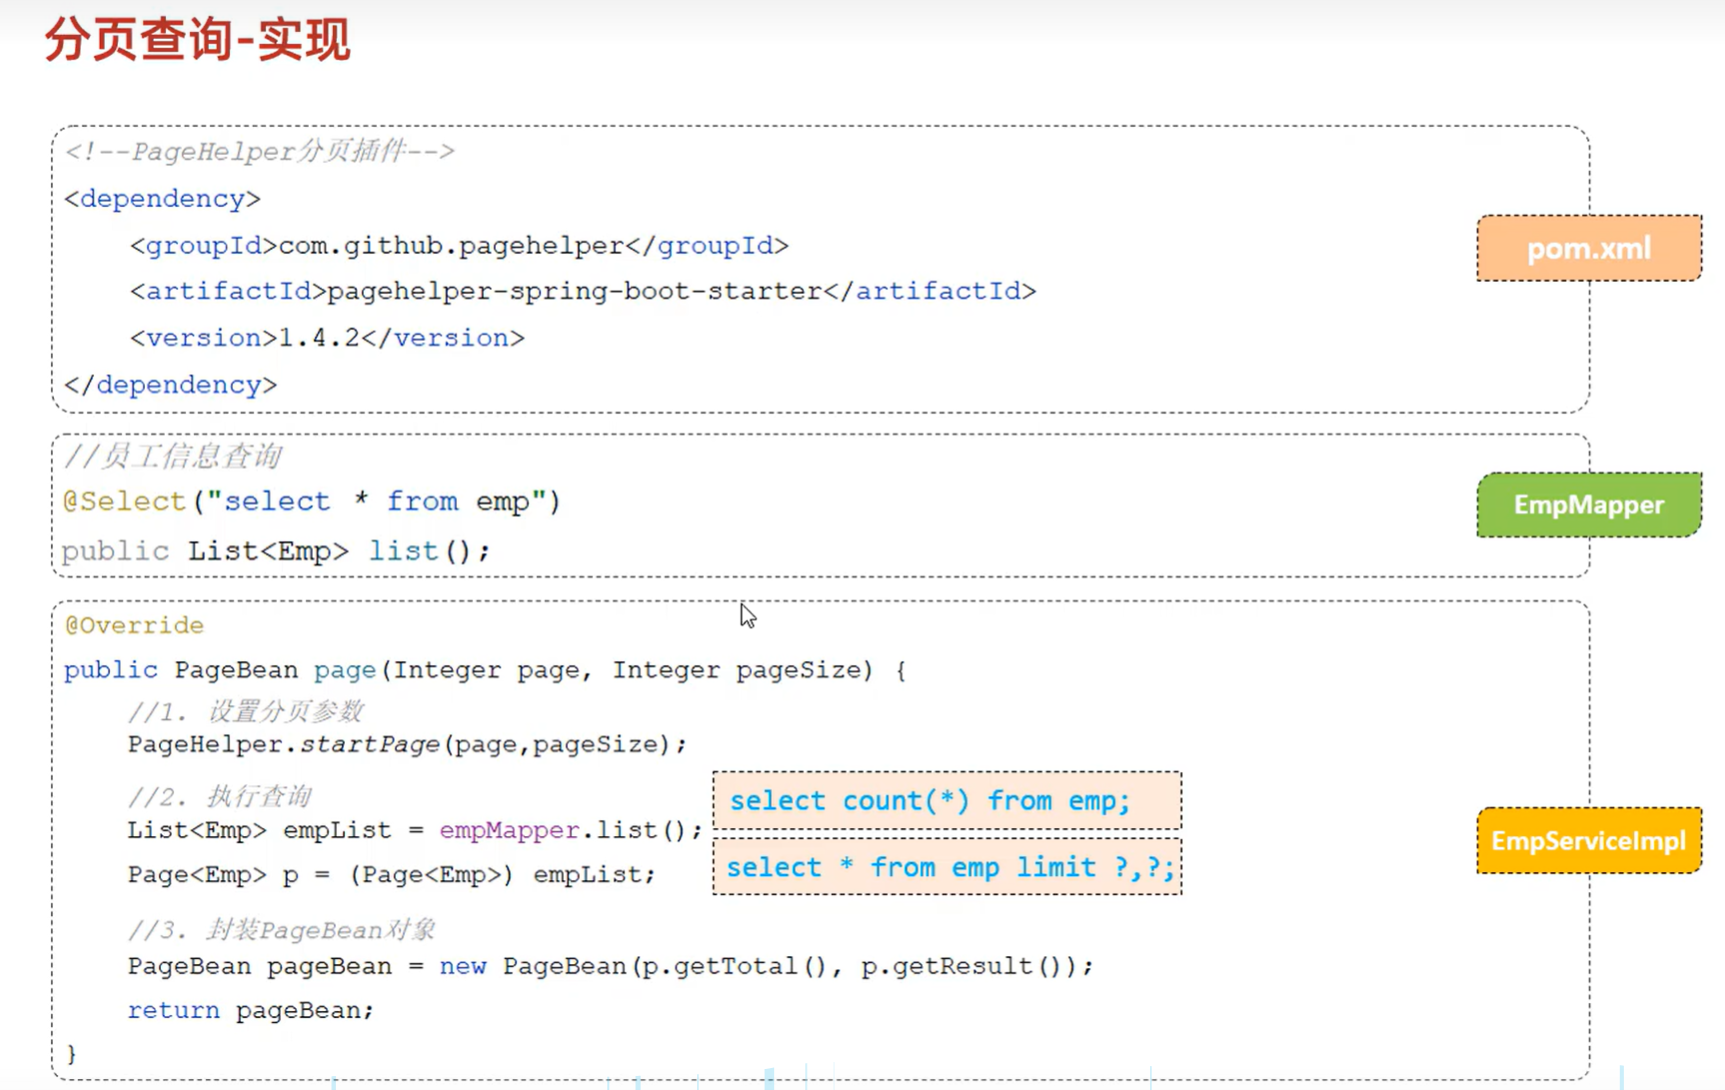 分页查询-实现
<!--PageHelper分页插件-->
<dependency>
<groupId>com.github.pagehelper</groupId>
<artifactId>pagehelper-spring-boot-starter</artifactId>
<version>1.4.2</version>
</dependency>
pom.xml
//员工信息查询
@Select("select * from emp")
public List<Emp> list();
EmpMapper
@Override
public PageBean page(Integer page, Integer pageSize) {
//1. 设置分页参数
PageHelper.startPage(page,pageSize);
//2. 执行查询
List<Emp> empList = empMapper.list();
select count(*) from emp;
Page<Emp> p = (Page<Emp>) empList;
select * from emp limit ?,?;
//3. 封装PageBean对象
PageBean pageBean = new PageBean(p.getTotal(), p.getResult());
return pageBean;
}
EmpServiceImpl